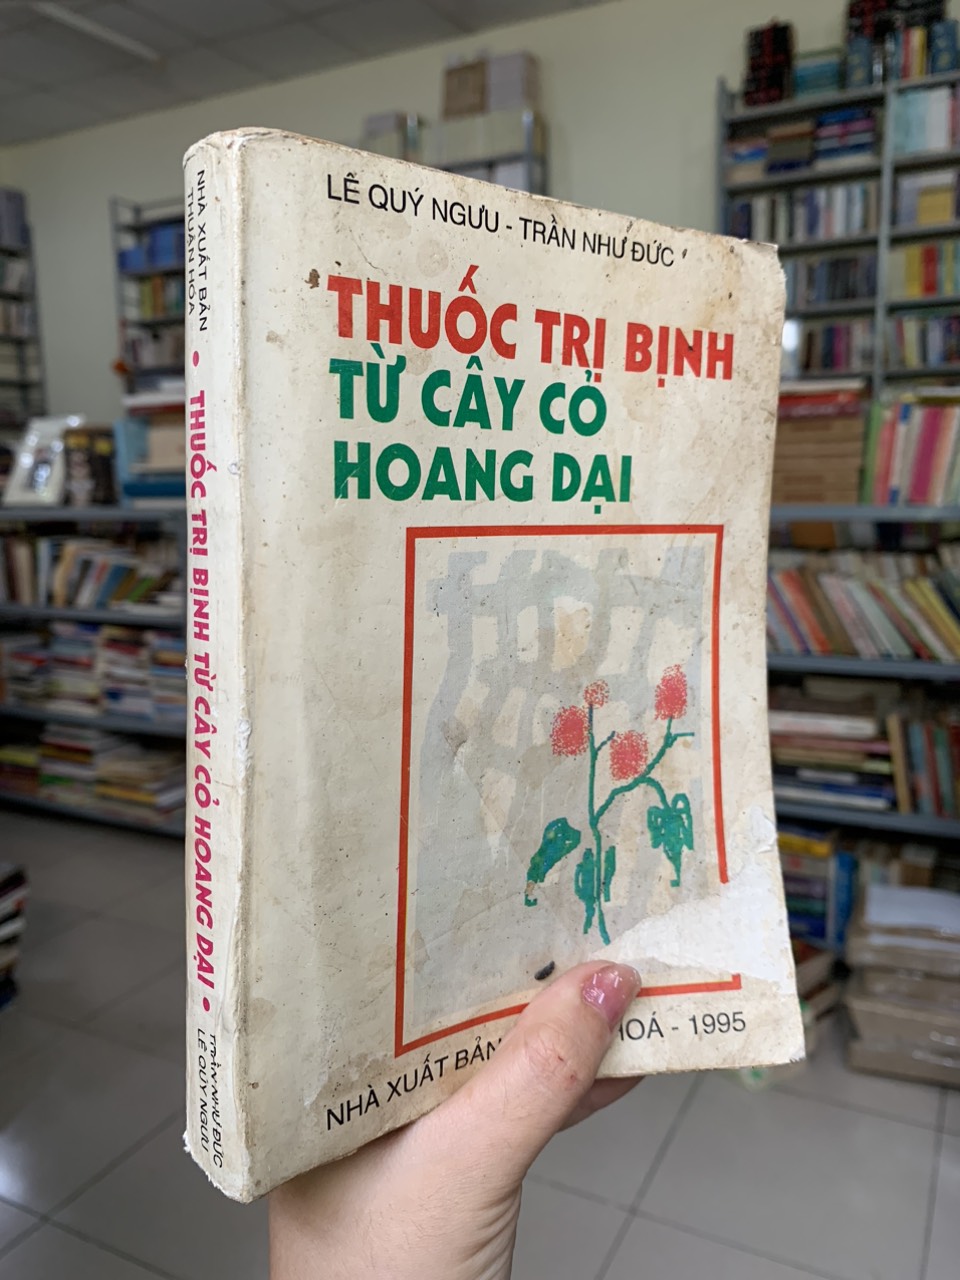 LÊ QUÝ NGƯU - TRẦN NHƯ ĐỨC
THUỐC TRỊ BỊNH
TỪ CÂY CỎ
HOANG DẠI
NHÀ XUẤT BẢN HOÁ - 1995
NHÀ XUẤT BẢN
THUẬN HÓA
• THUỐC TRỊ BỊNH TỪ CÂY CỎ HOANG DẠI •
TRẦN NHƯ ĐỨC
LÊ QUÝ NGƯU